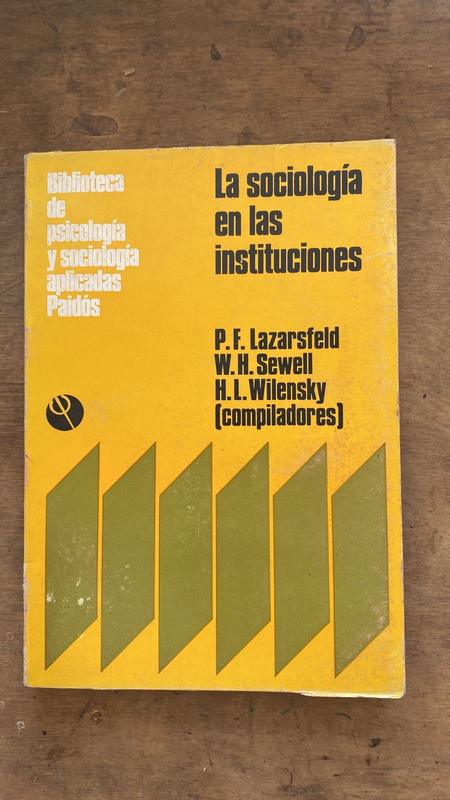 Biblioteca
de
psicología
y sociología
aplicadas
Paidós
La sociología
en las
instituciones
P. F. Lazarsfeld
W. H. Sewell
H. L. Wilensky
(compiladores)